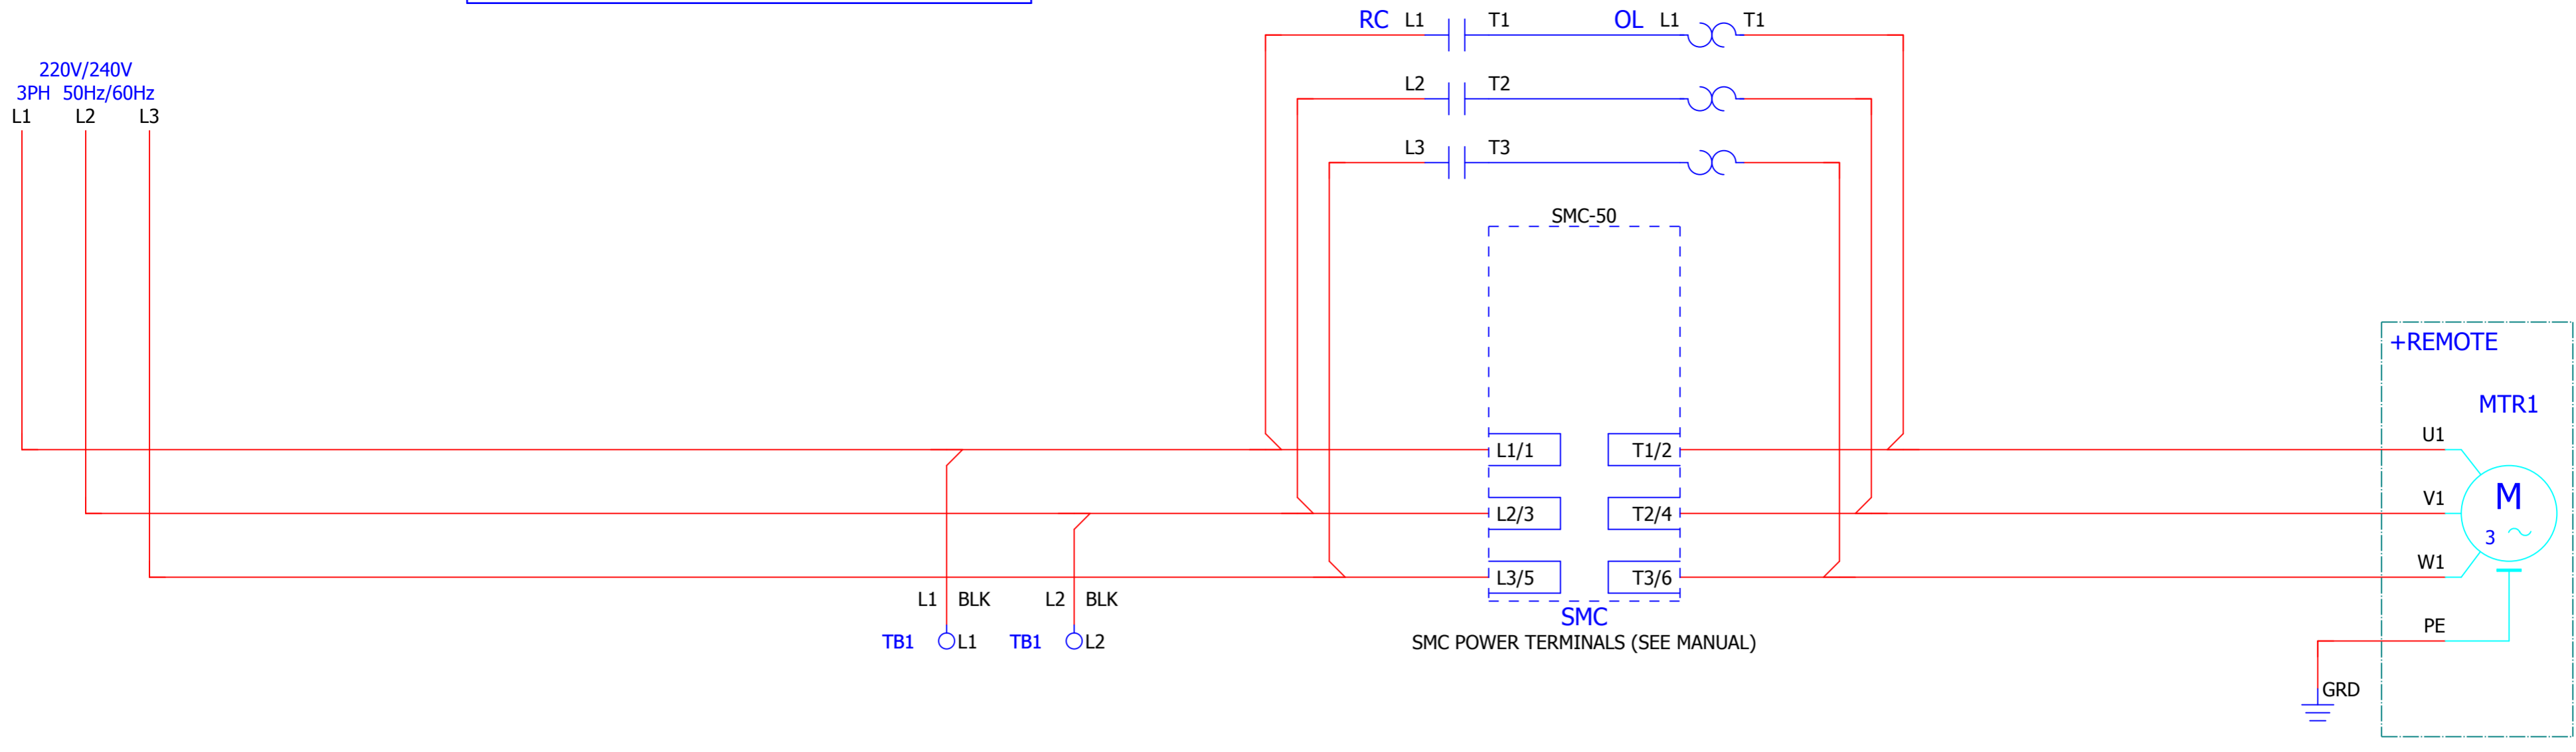 RC L1 T1 OL L1 T1
220V/240V
3PH 50Hz/60Hz
L1 L2 L3
L2 T2
L3 T3
SMC-50
+REMOTE
MTR1
U1
L1/1 T1/2
V1
M
L2/3 T2/4
3
W1
L3/5 T3/6
L1 BLK L2 BLK
SMC
PE
TB1 L1 TB1 L2
SMC POWER TERMINALS (SEE MANUAL)
GRD